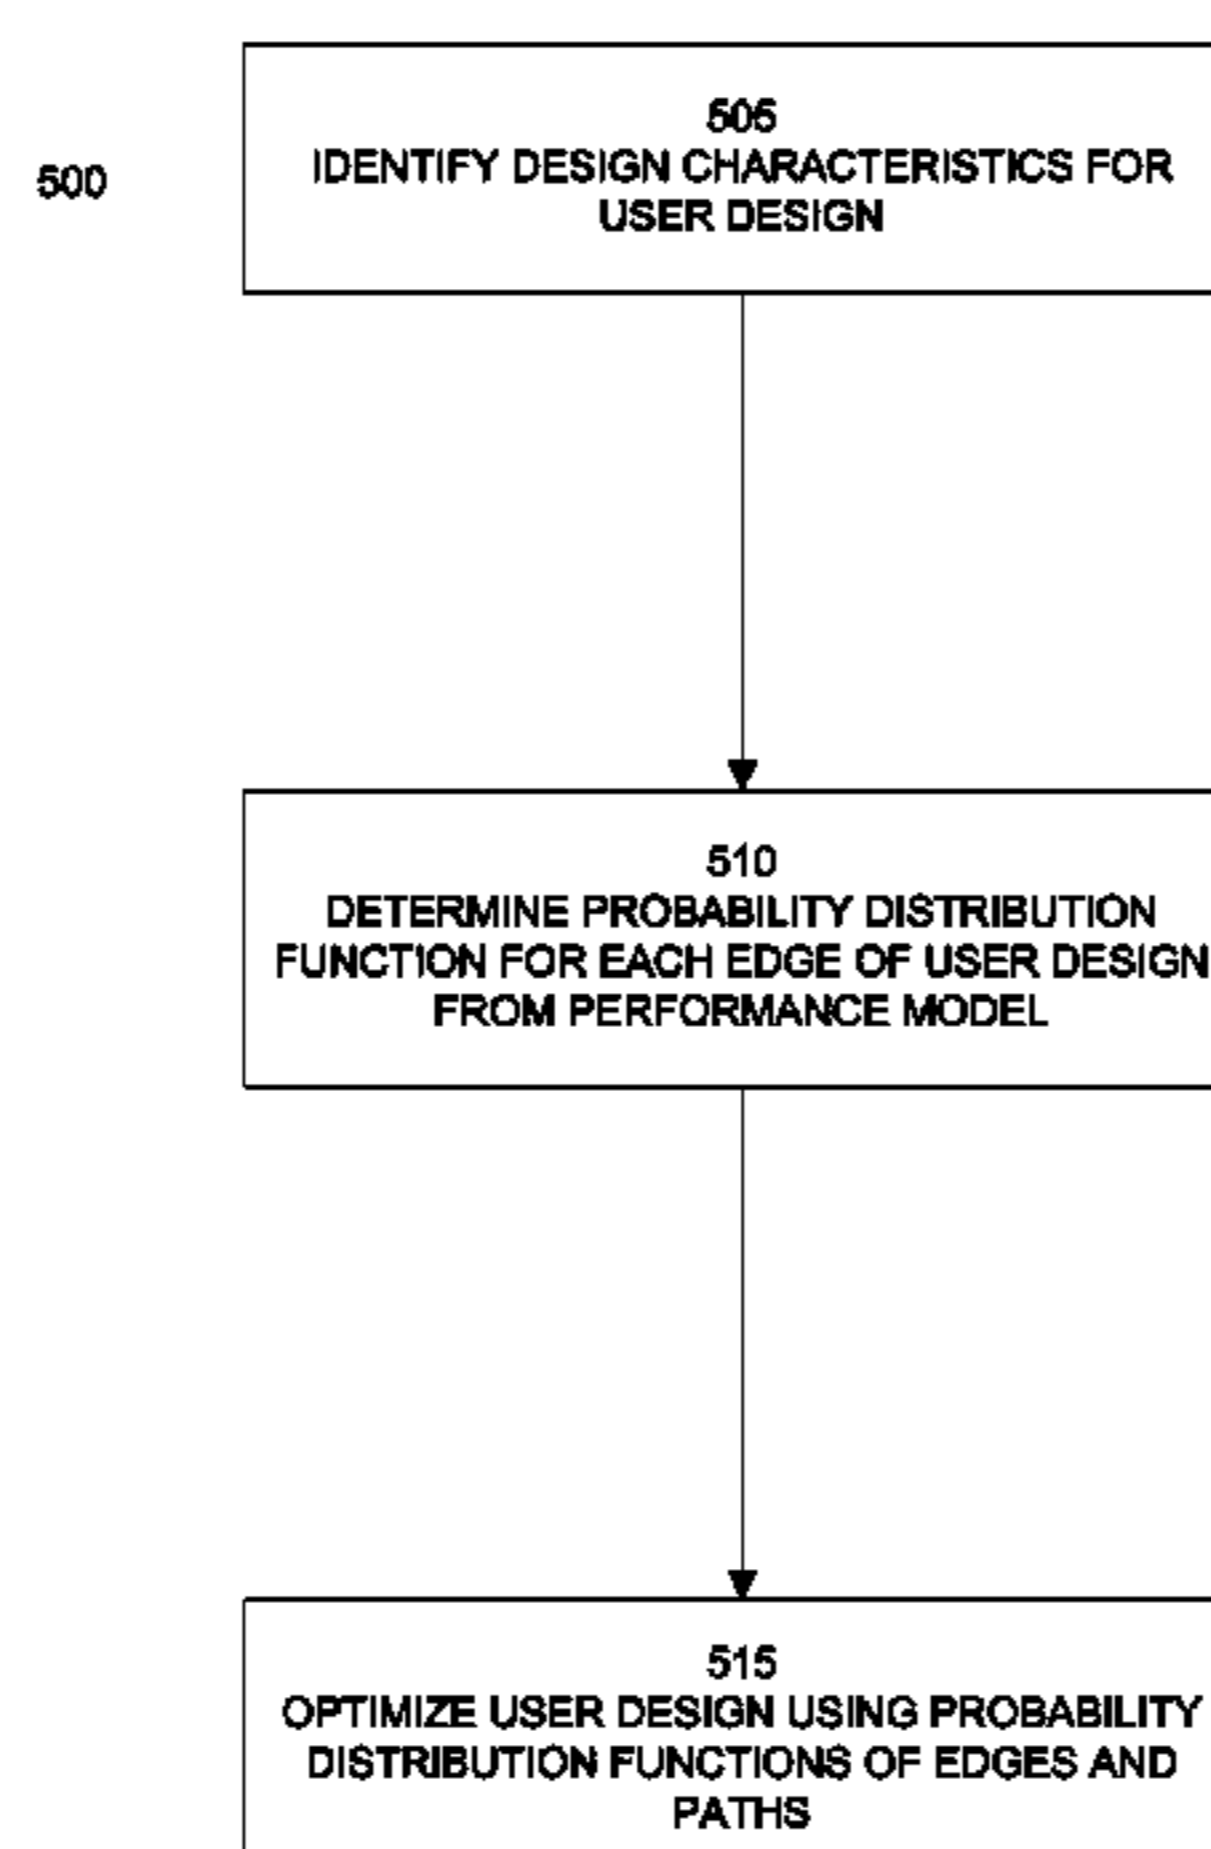 500
505
IDENTIFY DESIGN CHARACTERISTICS FOR
USER DESIGN
510
DETERMINE PROBABILITY DISTRIBUTION
FUNCTION FOR EACH EDGE OF USER DESIGN
FROM PERFORMANCE MODEL
515
OPTIMIZE USER DESIGN USING PROBABILITY
DISTRIBUTION FUNCTIONS OF EDGES AND
PATHS